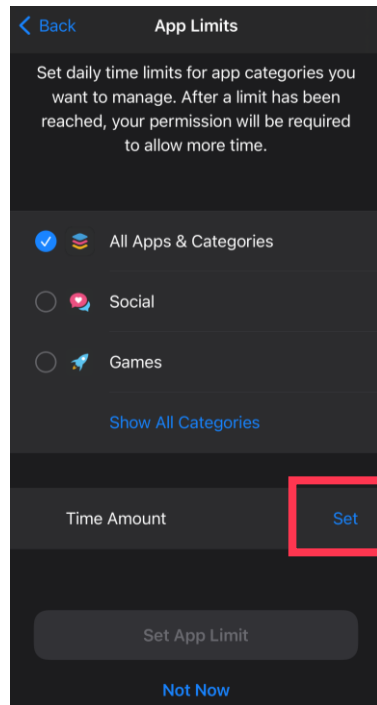 Back
App Limits
Set daily time limits for app categories you
want to manage. After a limit has been
reached, your permission will be required
to allow more time.
All Apps & Categories
Social
Games
Show All Categories
Time Amount
Set
Set App Limit
Not Now